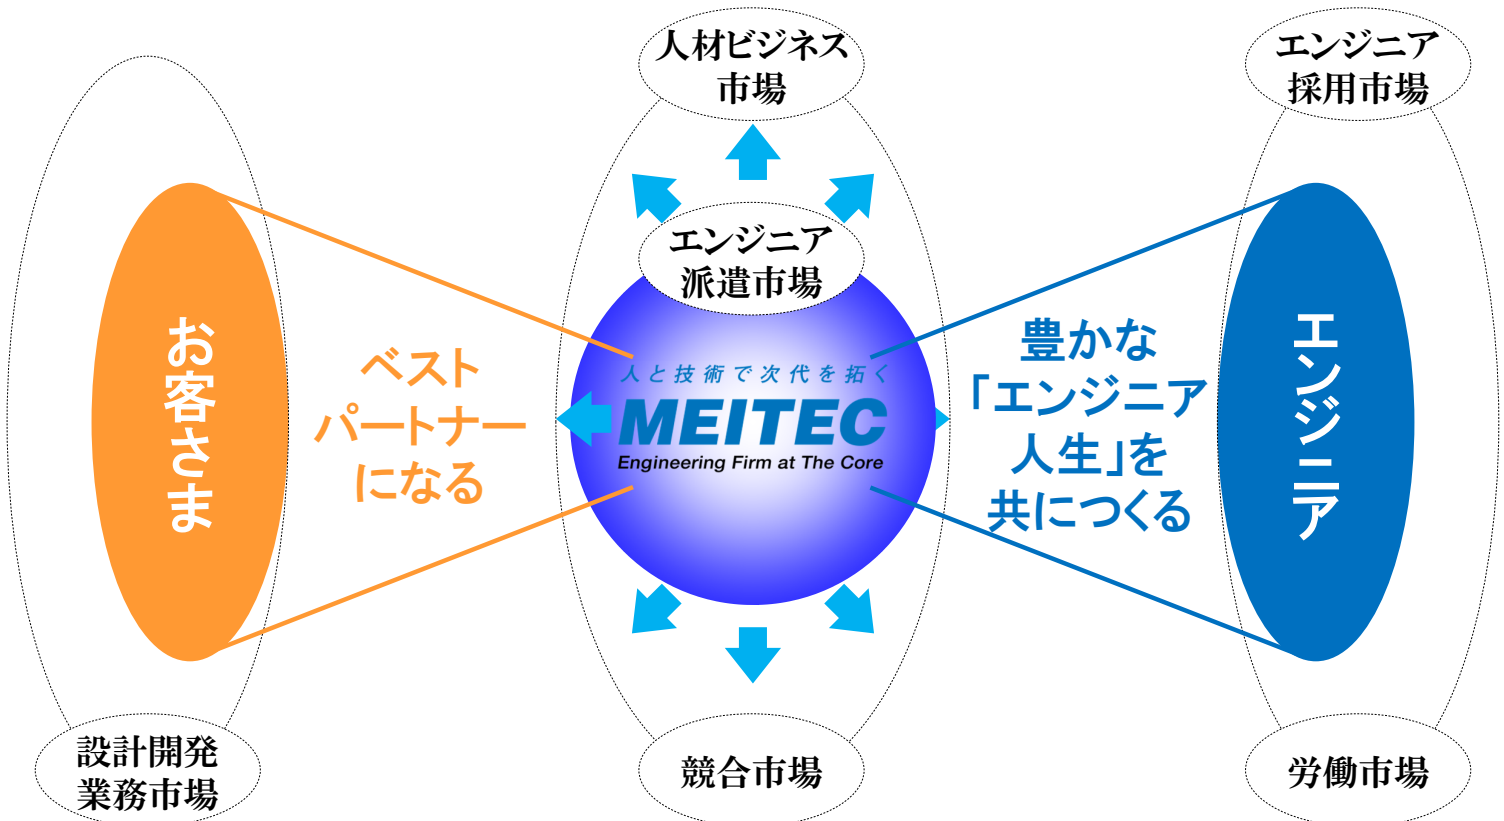 人材ビジネス
市場
エンジニア
採用市場
エンジニア
派遣市場
お客さま
ベスト
パートナー
になる
人と技術で次代を拓く
MEITEC
Engineering Firm at The Core
豊かな
「エンジニア
人生」を
共につくる
エンジニア
設計開発
業務市場
競合市場
労働市場